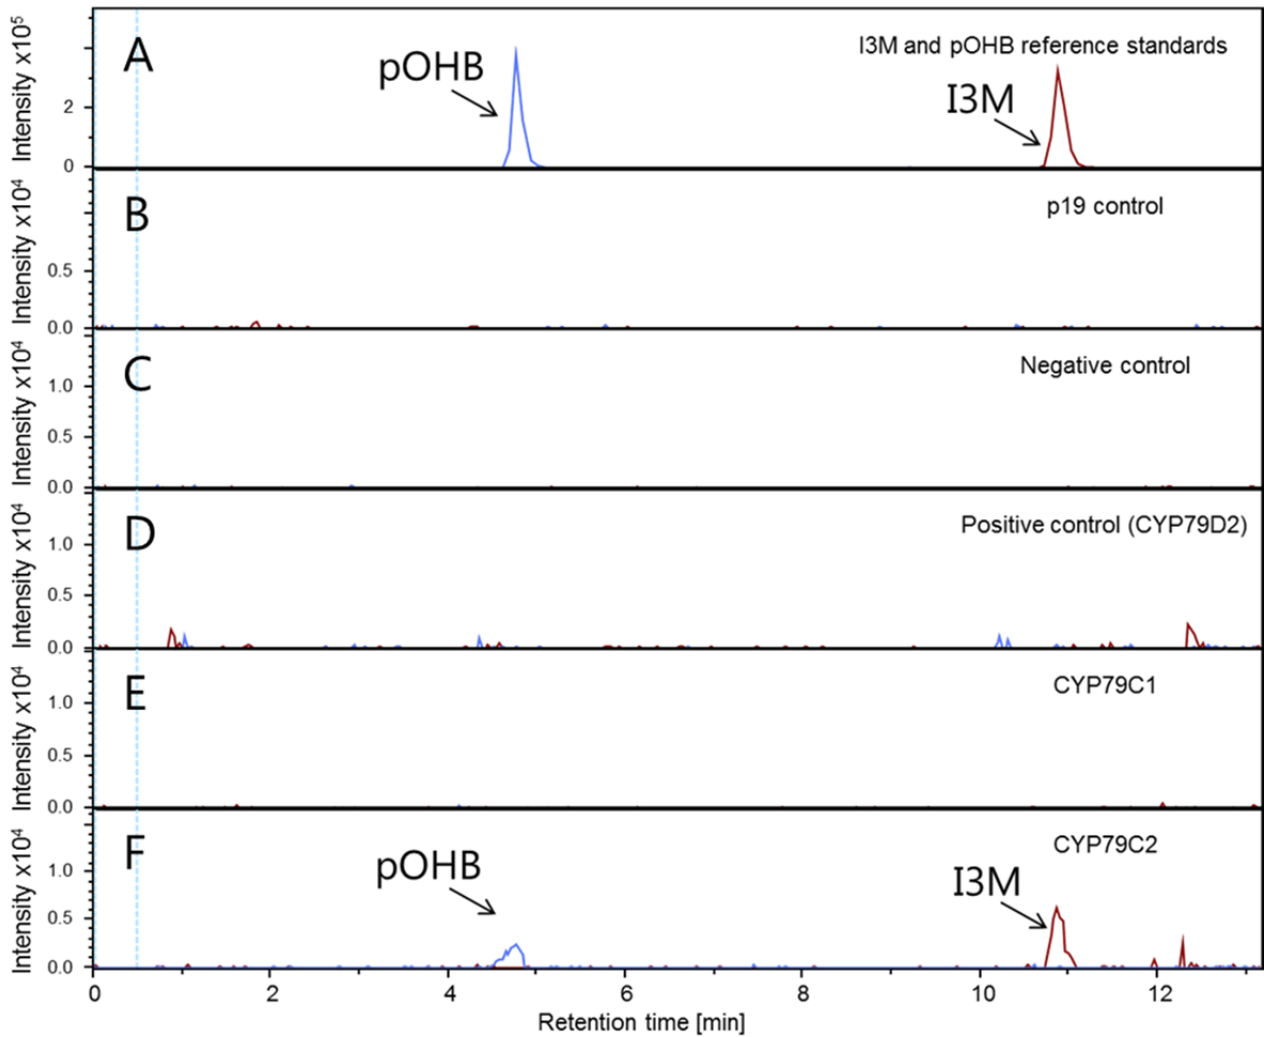 Intensity x10⁵
A
pOHB
I3M and pOHB reference standards
I3M
2
0
Intensity x10⁴
B
p19 control
0.5
0.0
Intensity x10⁴
C
Negative control
1.0
0.5
0.0
Intensity x10⁴
D
Positive control (CYP79D2)
1.0
0.5
0.0
Intensity x10⁴
E
CYP79C1
1.0
0.5
0.0
Intensity x10⁴
F
pOHB
CYP79C2
I3M
1.0
0.5
0.0
0 2 4 6 8 10 12
Retention time [min]